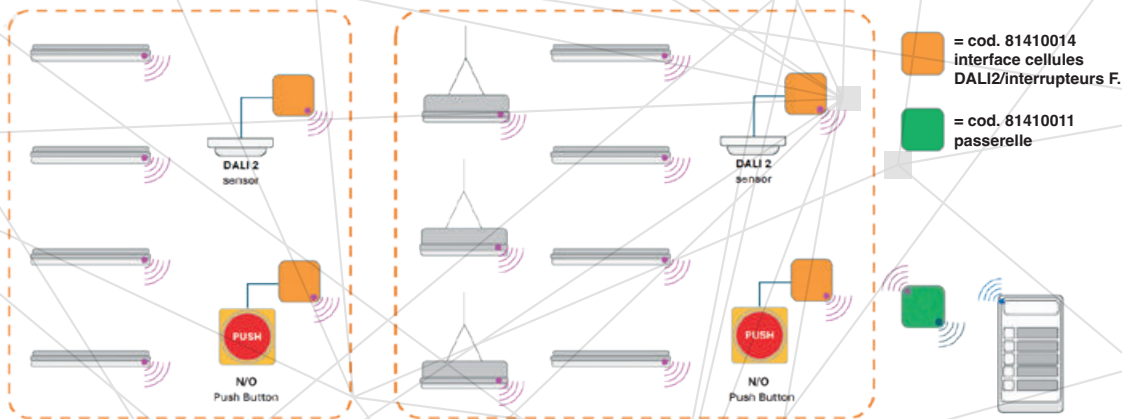 DALI 2
sensor
PUSH
N/O
Push Button
DALI 2
sensor
PUSH
N/O
Push Button
= cod. 81410014
interface cellules
DALI2/interrupteurs F.
= cod. 81410011
passerelle